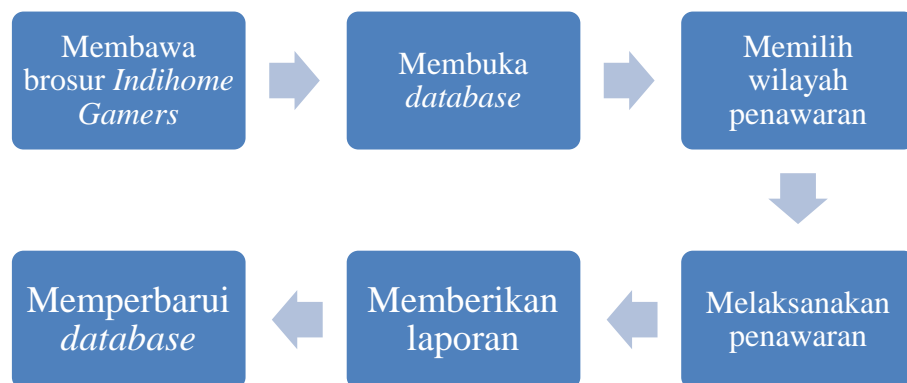 Membawa
brosur Indihome
Gamers
Membuka
database
Memilih
wilayah
penawaran
Melaksanakan
penawaran
Memberikan
laporan
Memperbarui
database